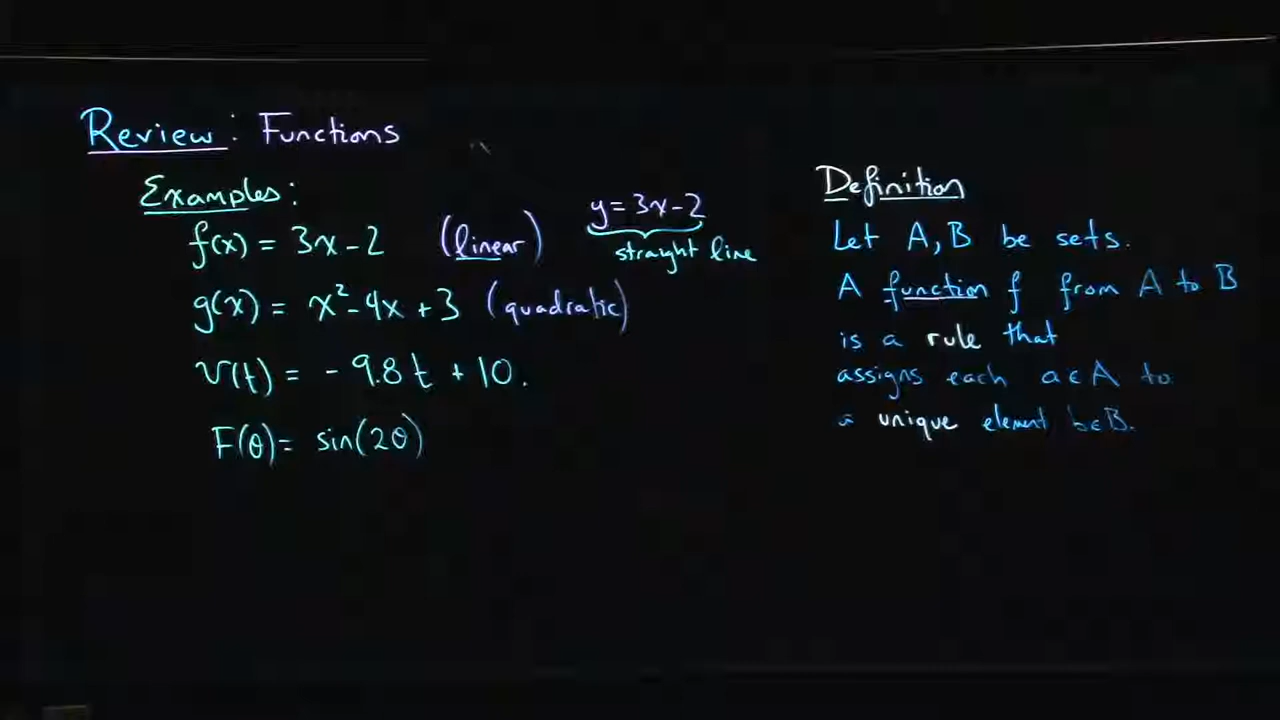 Review: Functions
Examples:
f(x) = 3x-2 (linear) y=3x-2
straight line
g(x) = x²-4x+3 (quadratic)
v(t) = -9.8t+10.
F(θ)= sin(2θ)
Definition
Let A,B be sets.
A function f from A to B
is a rule that
assigns each a∈A to
a unique element b∈B.